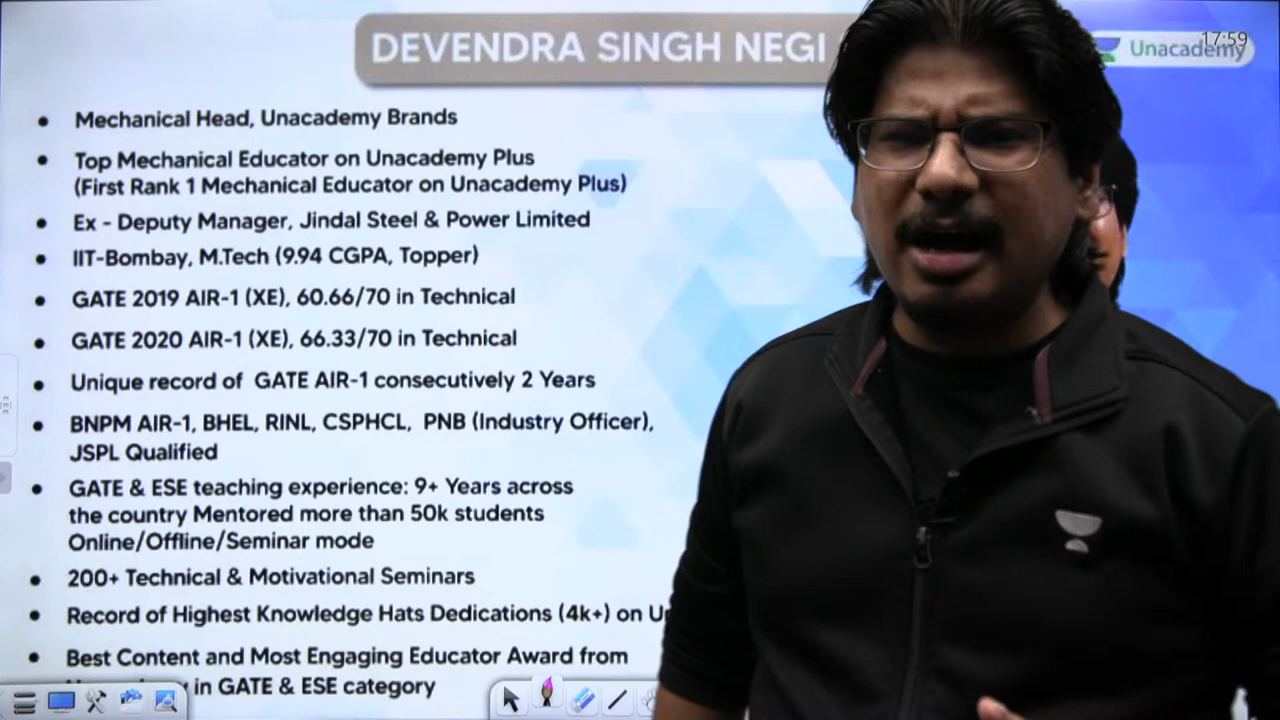 DEVENDRA SINGH NEGI
Unacademy
17:59
• Mechanical Head, Unacademy Brands
• Top Mechanical Educator on Unacademy Plus
(First Rank 1 Mechanical Educator on Unacademy Plus)
• Ex - Deputy Manager, Jindal Steel & Power Limited
• IIT-Bombay, M.Tech (9.94 CGPA, Topper)
• GATE 2019 AIR-1 (XE), 60.66/70 in Technical
• GATE 2020 AIR-1 (XE), 66.33/70 in Technical
• Unique record of GATE AIR-1 consecutively 2 Years
• BNPM AIR-1, BHEL, RINL, CSPHCL, PNB (Industry Officer),
JSPL Qualified
• GATE & ESE teaching experience: 9+ Years across
the country Mentored more than 50k students
Online/Offline/Seminar mode
• 200+ Technical & Motivational Seminars
• Record of Highest Knowledge Hats Dedications (4k+) on
• Best Content and Most Engaging Educator Award from
in GATE & ESE category